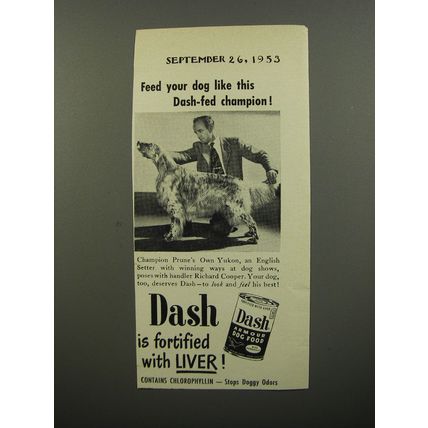 SEPTEMBER 26, 1953
Feed your dog like this
Dash-fed champion!
Champion Prune's Own Yukon, an English
Setter with winning ways at dog shows,
poses with handler Richard Cooper. Your dog,
too, deserves Dash—to look and feel his best!
Dash
is fortified
with LIVER!
CONTAINS CHLOROPHYLLIN — Stops Doggy Odors
Dash
ARMOUR
DOG FOOD